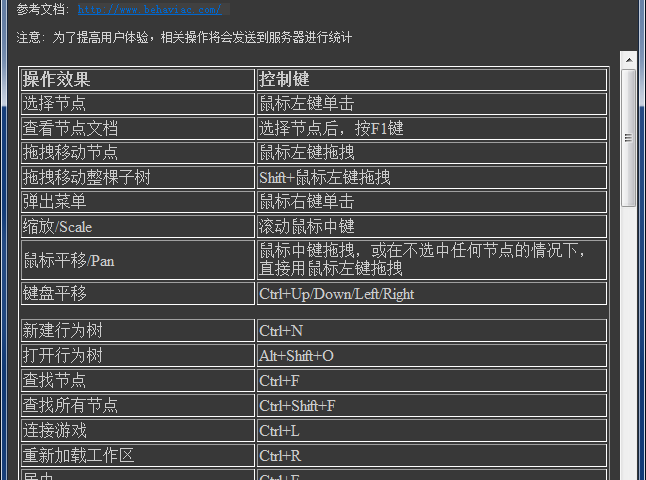 参考文档: http://www.behaviac.com/
注意: 为了提高用户体验，相关操作将会发送到服务器进行统计
操作效果 控制键
选择节点 鼠标左键单击
查看节点文档 选择节点后，按F1键
拖拽移动节点 鼠标左键拖拽
拖拽移动整棵子树 Shift+鼠标左键拖拽
弹出菜单 鼠标右键单击
缩放/Scale 滚动鼠标中键
鼠标平移/Pan 鼠标中键拖拽，或在不选中任何节点的情况下，
直接用鼠标左键拖拽
键盘平移 Ctrl+Up/Down/Left/Right
新建行为树 Ctrl+N
打开行为树 Alt+Shift+O
查找节点 Ctrl+F
查找所有节点 Ctrl+Shift+F
连接游戏 Ctrl+L
重新加载工作区 Ctrl+R